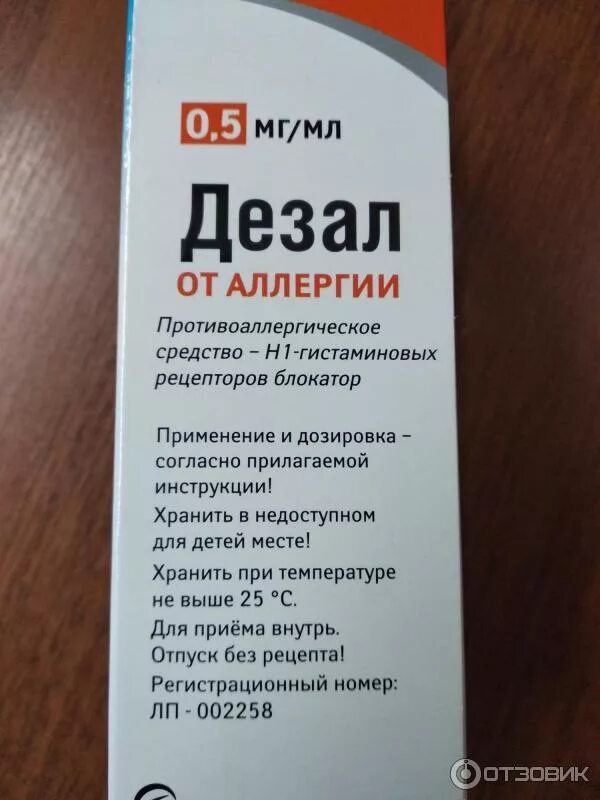 0,5 мг/мл
Дезал
ОТ АЛЛЕРГИИ
Противоаллергическое
средство – Н1-гистаминовых
рецепторов блокатор
Применение и дозировка –
согласно прилагаемой
инструкции!
Хранить в недоступном
для детей месте!
Хранить при температуре
не выше 25 °С.
Для приёма внутрь.
Отпуск без рецепта!
Регистрационный номер:
ЛП - 002258
ОТЗОВИК